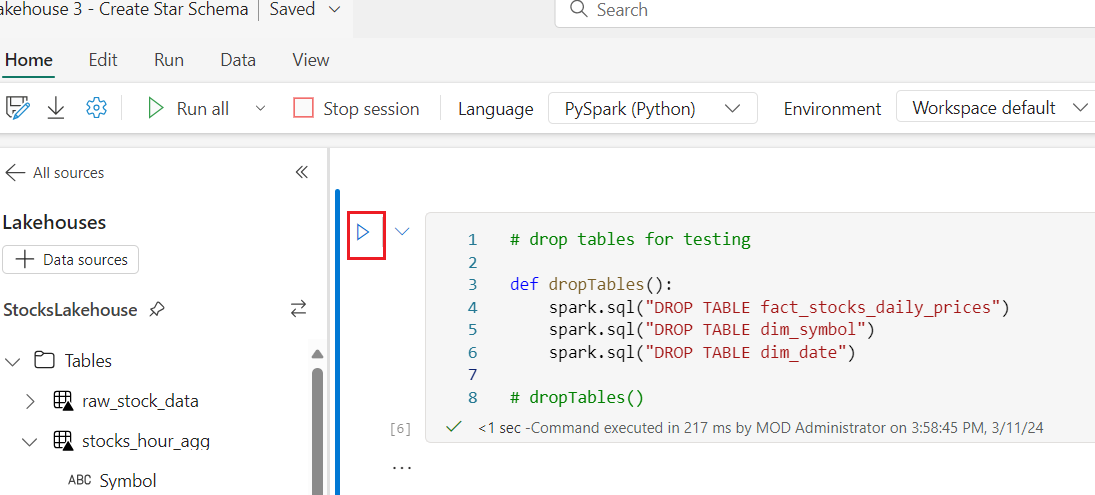 akehouse 3 - Create Star Schema | Saved
Search
Home Edit Run Data View
Run all Stop session Language PySpark (Python) Environment Workspace default
All sources
Lakehouses
Data sources
StocksLakehouse
Tables
raw_stock_data
stocks_hour_agg
ABC Symbol
1 # drop tables for testing
2
3 def dropTables():
4 spark.sql("DROP TABLE fact_stocks_daily_prices")
5 spark.sql("DROP TABLE dim_symbol")
6 spark.sql("DROP TABLE dim_date")
7
8 # dropTables()
[6] <1 sec -Command executed in 217 ms by MOD Administrator on 3:58:45 PM, 3/11/24
...